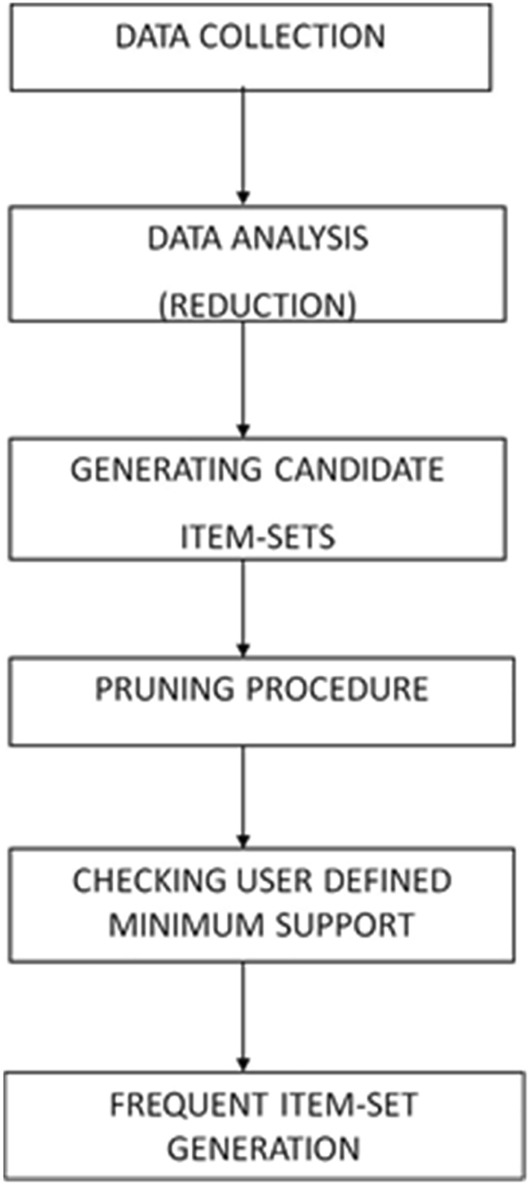 DATA COLLECTION
DATA ANALYSIS
(REDUCTION)
GENERATING CANDIDATE
ITEM-SETS
PRUNING PROCEDURE
CHECKING USER DEFINED
MINIMUM SUPPORT
FREQUENT ITEM-SET
GENERATION